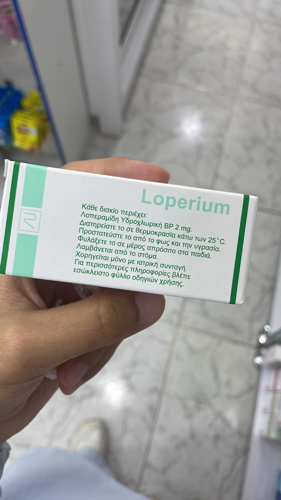 Loperium
Κάθε δισκίο περιέχει:
Λοπεραμίδη Υδροχλωρική BP 2 mg.
Διατηρείστε το σε θερμοκρασία κάτω των 25°C.
Προστατεύστε το από το φως και την υγρασία.
Φυλάξετε το σε μέρος απρόσιτο στα παιδιά.
Λαμβάνεται από το στόμα.
Χορηγείται μόνο με ιατρική συνταγή.
Για περισσότερες πληροφορίες βλέπε
εσώκλειστο φύλλο οδηγιών χρήσης.